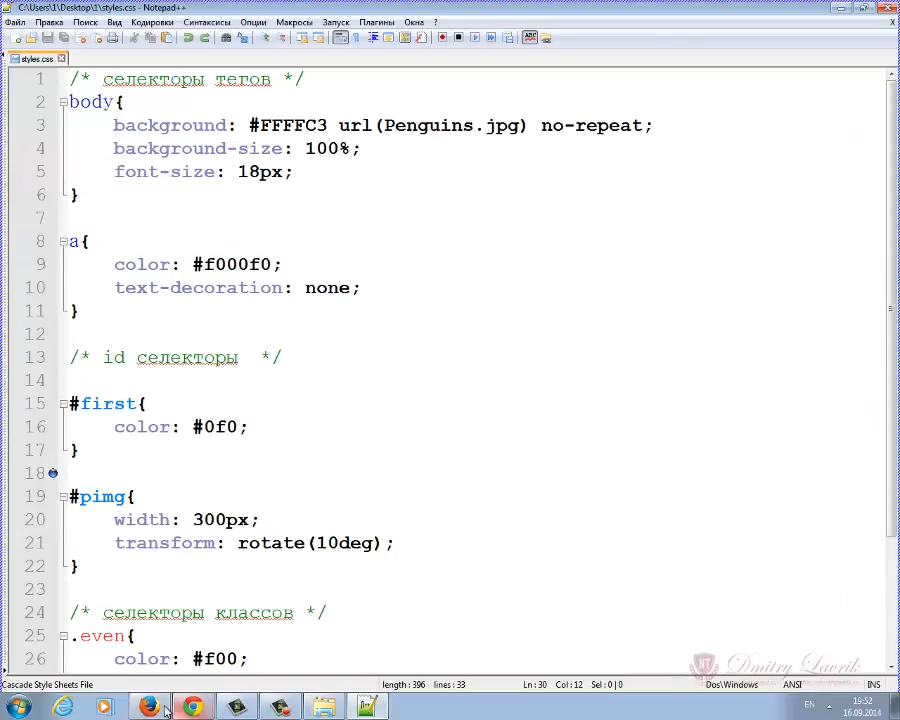 C:\Users\1\Desktop\1\styles.css - Notepad++
Файл Правка Поиск Вид Кодировки Синтаксисы Опции Макросы Запуск Плагины Окна ? X
styles.css
1 /* селекторы тегов */
2 body{
3 background: #FFFFC3 url(Penguins.jpg) no-repeat;
4 background-size: 100%;
5 font-size: 18px;
6 }
7
8 a{
9 color: #f000f0;
10 text-decoration: none;
11 }
12
13 /* id селекторы */
14
15 #first{
16 color: #0f0;
17 }
18
19 #pimg{
20 width: 300px;
21 transform: rotate(10deg);
22 }
23
24 /* селекторы классов */
25 .even{
26 color: #f00;
NT Dmitry Lavrik
Cascade Style Sheets File length : 396 lines : 33 Ln : 30 Col : 12 Sel : 0 | 0 Dos\Windows ANSI INS
EN 19:52
16.09.2014